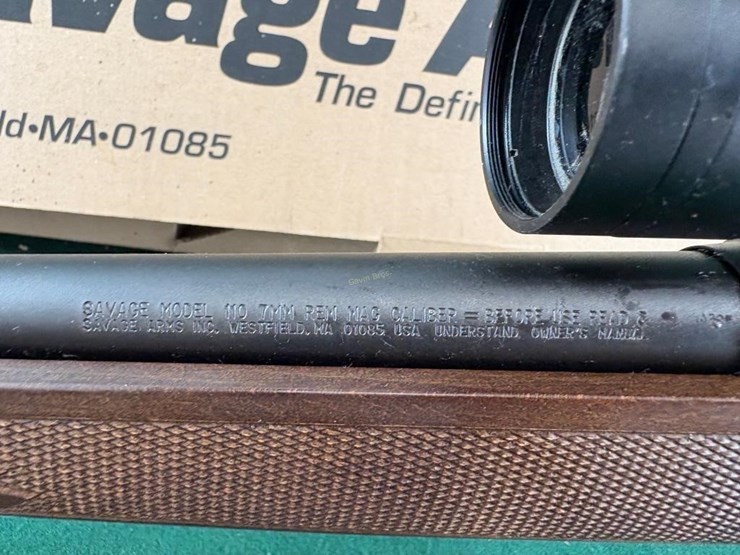 The Defin
ld•MA•01085
SAVAGE MODEL 110 7MM REM MAG CALIBER = BEFORE USE READ &
SAVAGE ARMS INC. WESTFIELD, MA 01085 USA UNDERSTAND OWNER'S MANUAL